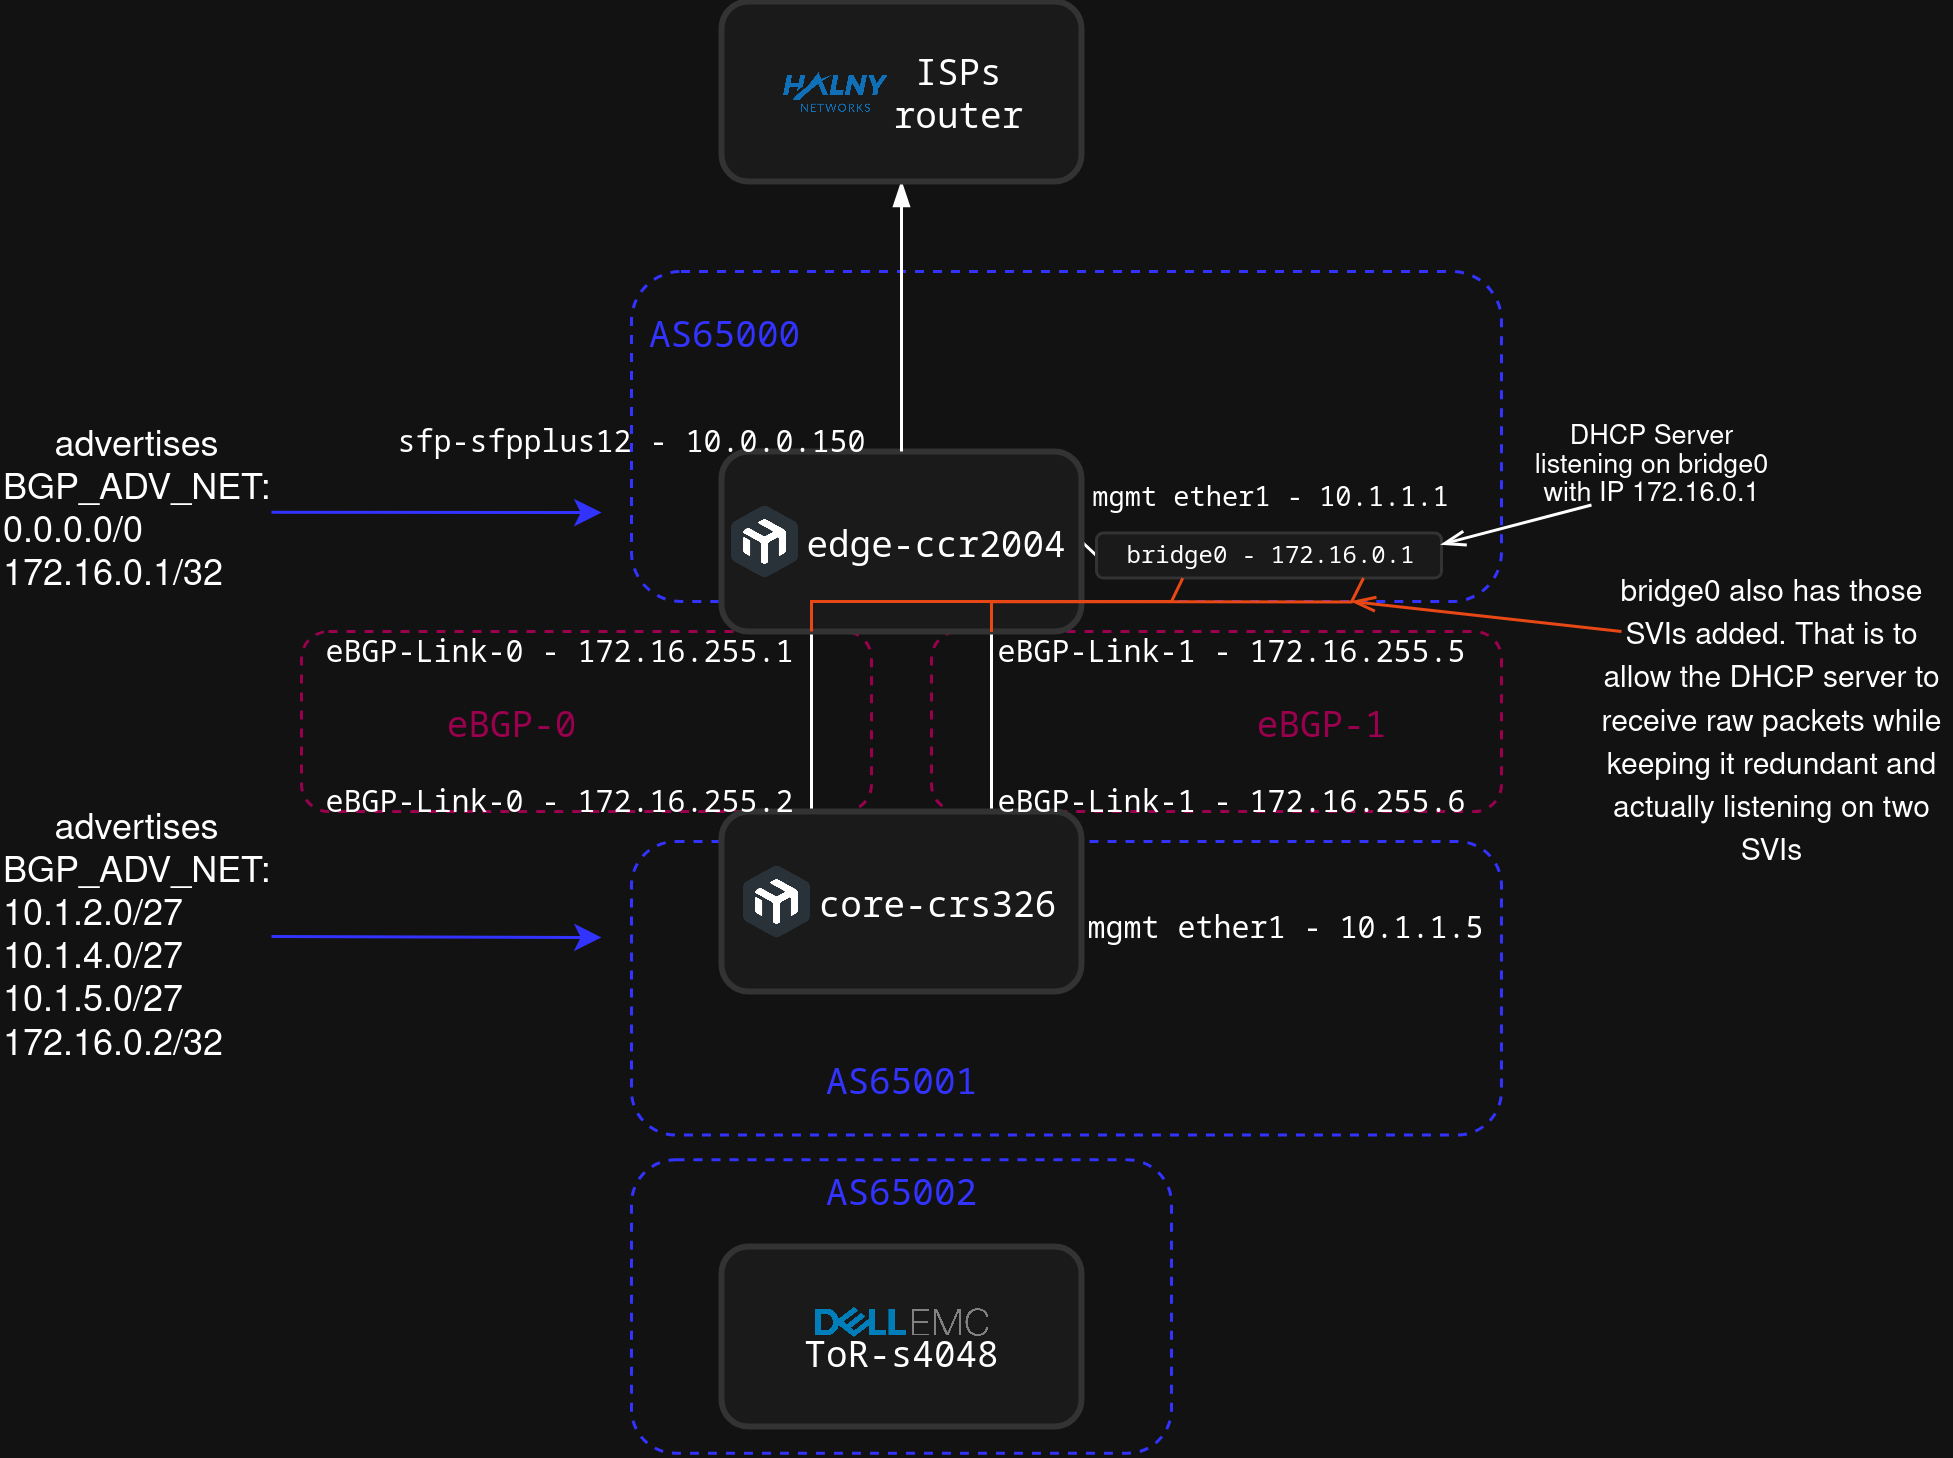 HALNY
NETWORKS
ISPs
router
AS65000
sfp-sfpplus12 - 10.0.0.150
advertises
BGP_ADV_NET:
0.0.0.0/0
172.16.0.1/32
edge-ccr2004
mgmt ether1 - 10.1.1.1
bridge0 - 172.16.0.1
DHCP Server
listening on bridge0
with IP 172.16.0.1
bridge0 also has those
SVIs added. That is to
allow the DHCP server to
receive raw packets while
keeping it redundant and
actually listening on two
SVIs
eBGP-Link-0 - 172.16.255.1
eBGP-0
eBGP-Link-0 - 172.16.255.2
eBGP-Link-1 - 172.16.255.5
eBGP-1
eBGP-Link-1 - 172.16.255.6
advertises
BGP_ADV_NET:
10.1.2.0/27
10.1.4.0/27
10.1.5.0/27
172.16.0.2/32
core-crs326
mgmt ether1 - 10.1.1.5
AS65001
AS65002
DELLEMC
ToR-s4048